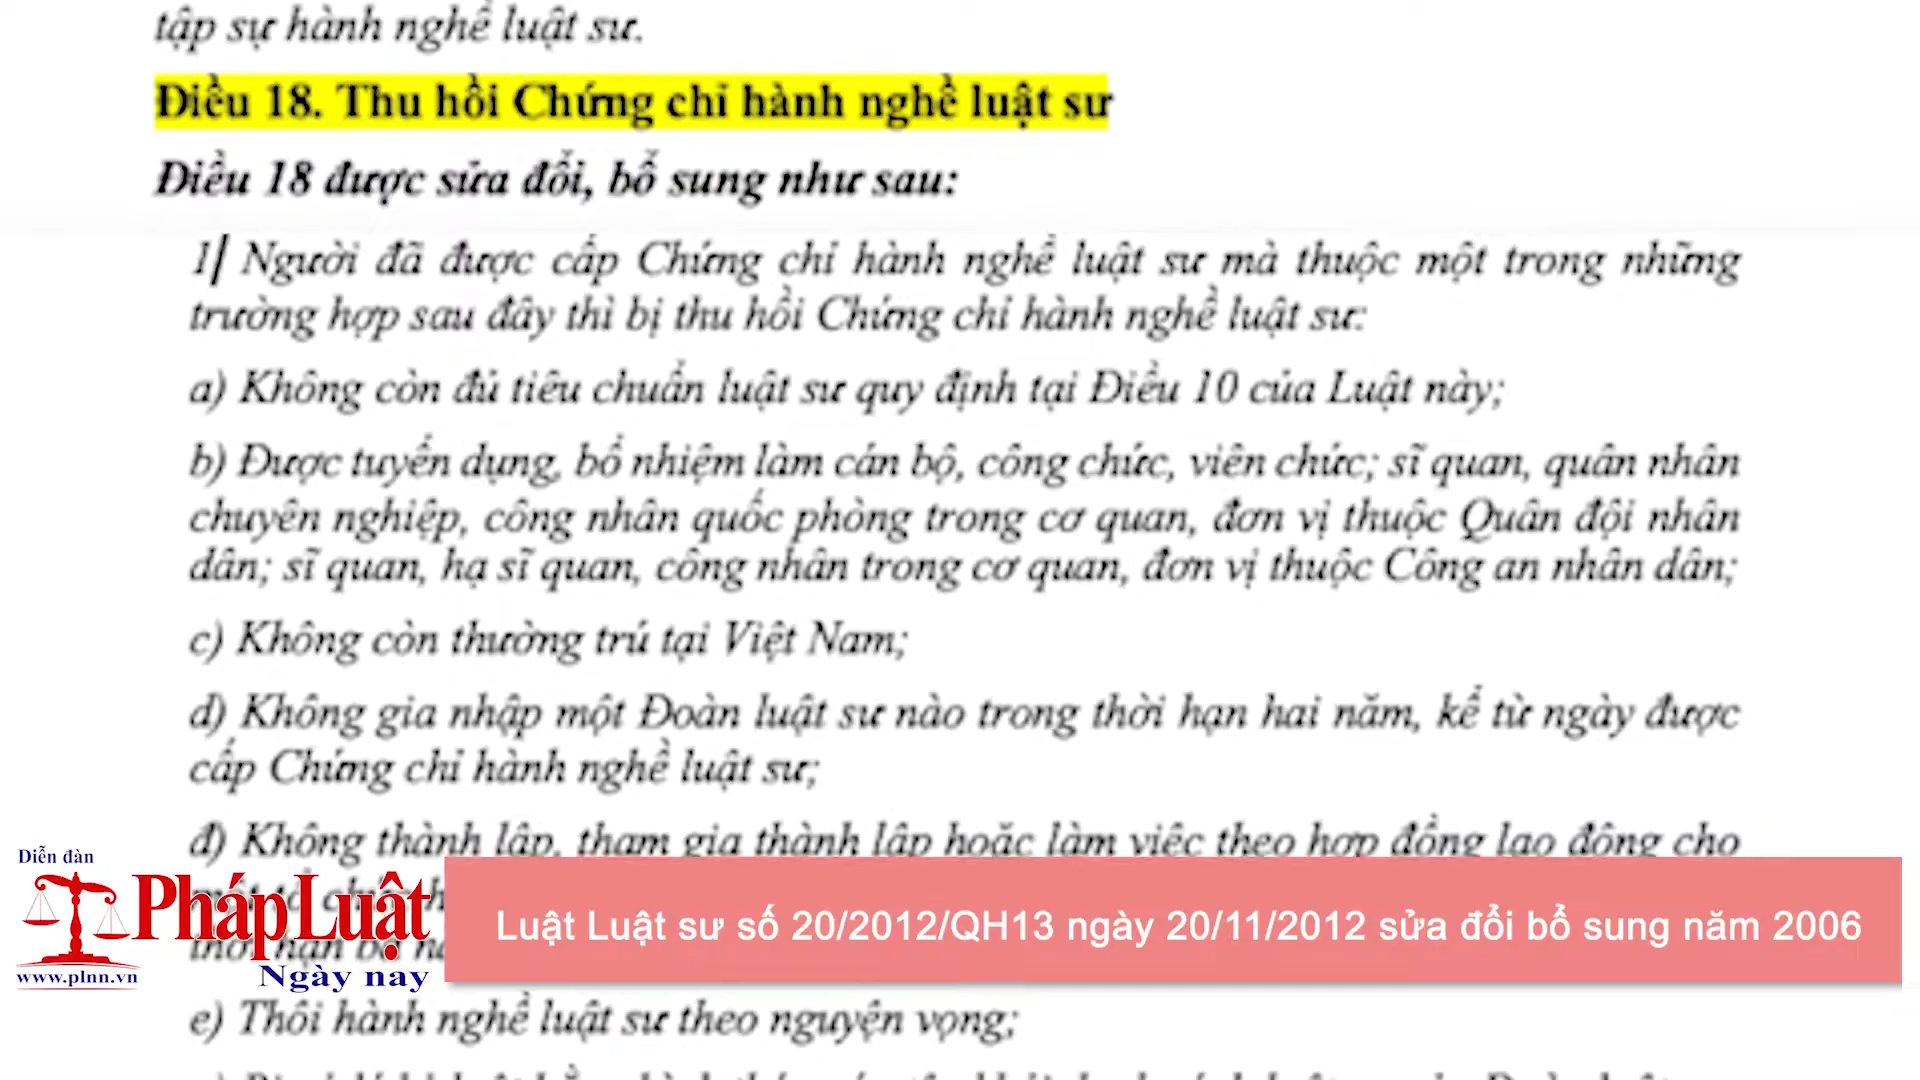 tập sự hành nghề luật sư.
Điều 18. Thu hồi Chứng chỉ hành nghề luật sư
Điều 18 được sửa đổi, bổ sung như sau:
1/ Người đã được cấp Chứng chỉ hành nghề luật sư mà thuộc một trong những
trường hợp sau đây thì bị thu hồi Chứng chỉ hành nghề luật sư:
a) Không còn đủ tiêu chuẩn luật sư quy định tại Điều 10 của Luật này;
b) Được tuyển dụng, bổ nhiệm làm cán bộ, công chức, viên chức; sĩ quan, quân nhân
chuyên nghiệp, công nhân quốc phòng trong cơ quan, đơn vị thuộc Quân đội nhân
dân; sĩ quan, hạ sĩ quan, công nhân trong cơ quan, đơn vị thuộc Công an nhân dân;
c) Không còn thường trú tại Việt Nam;
d) Không gia nhập một Đoàn luật sư nào trong thời hạn hai năm, kể từ ngày được
cấp Chứng chỉ hành nghề luật sư;
đ) Không thành lập, tham gia thành lập hoặc làm việc theo hợp đồng lao động cho
Diễn đàn
Pháp Luật
Ngày nay
www.plnn.vn
Luật Luật sư số 20/2012/QH13 ngày 20/11/2012 sửa đổi bổ sung năm 2006
e) Thôi hành nghề luật sư theo nguyện vọng;